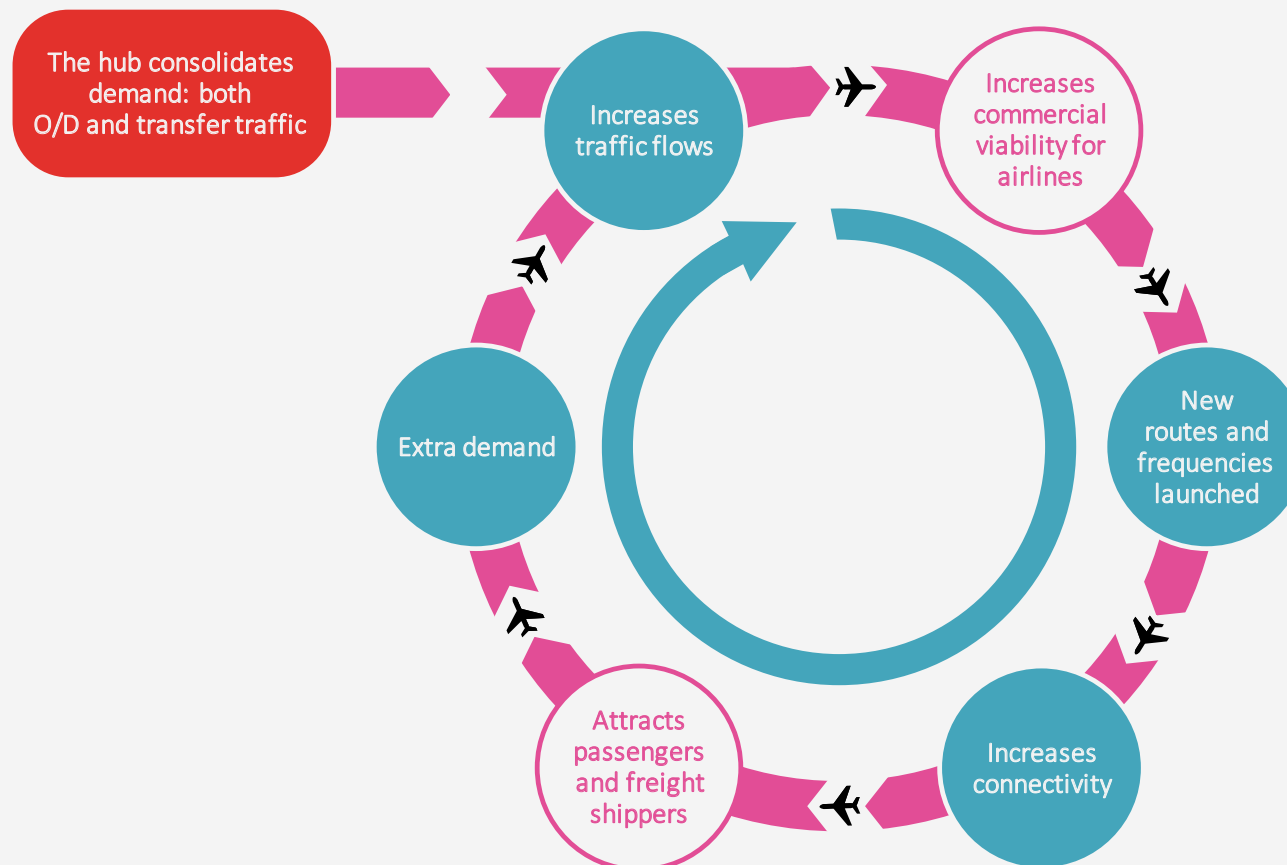 The hub consolidates
demand: both
O/D and transfer traffic
Increases
traffic flows
Increases
commercial
viability for
airlines
New
routes and
frequencies
launched
Increases
connectivity
Attracts
passengers
and freight
shippers
Extra demand